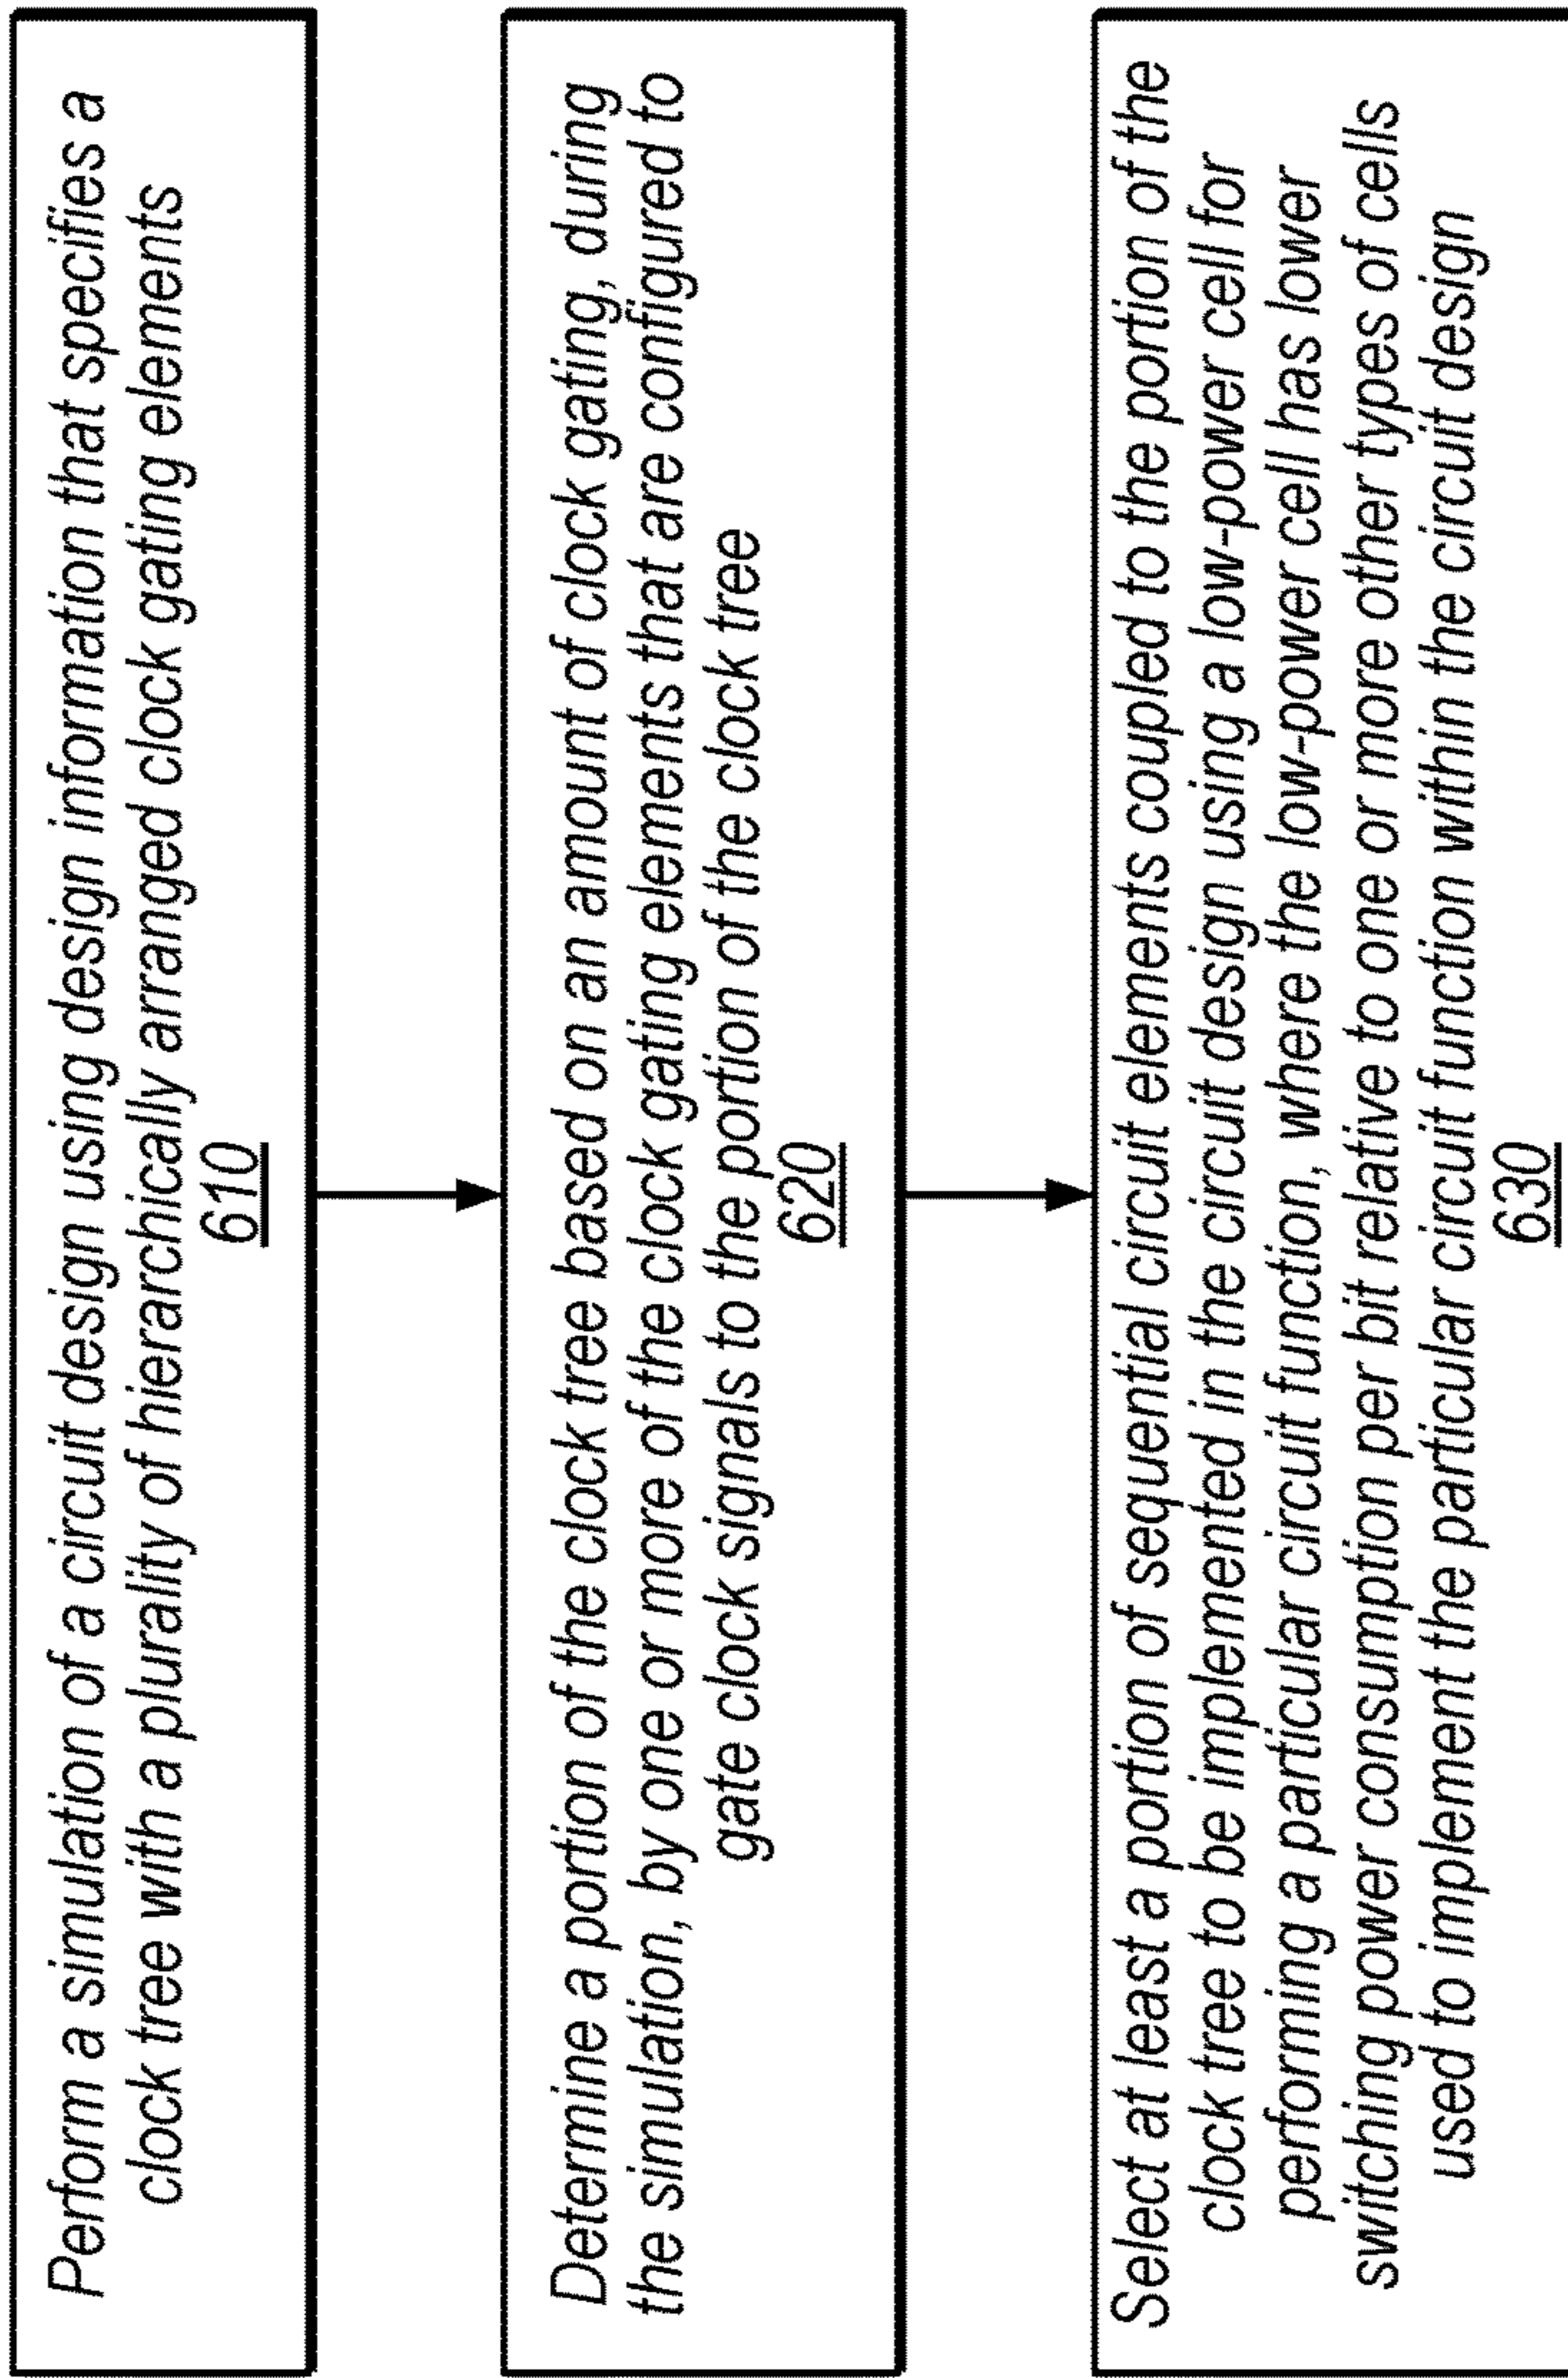 Perform a simulation of a circuit design using design information that specifies a
clock tree with a plurality of hierarchically arranged clock gating elements
610
Determine a portion of the clock tree based on an amount of clock gating, during
the simulation, by one or more of the clock gating elements that are configured to
gate clock signals to the portion of the clock tree
620
Select at least a portion of sequential circuit elements coupled to the portion of the
clock tree to be implemented in the circuit design using a low-power cell for
performing a particular circuit function, where the low-power cell has lower
switching power consumption per bit relative to one or more other types of cells
used to implement the particular circuit function within the circuit design
630